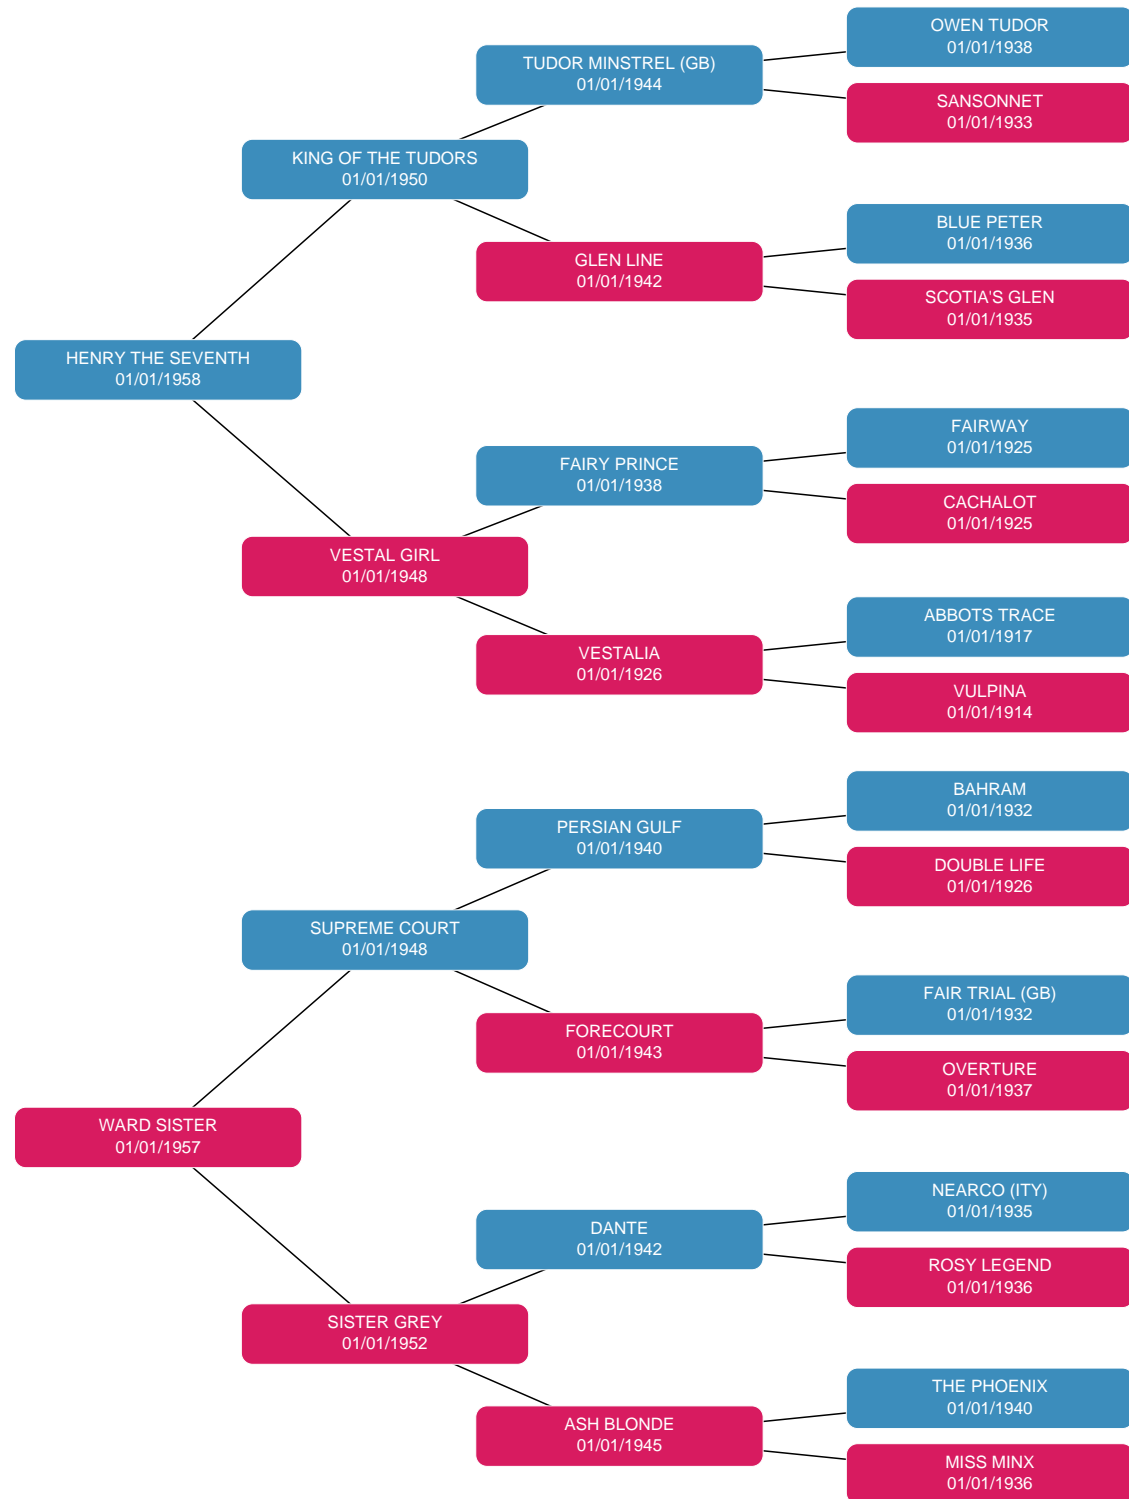 OWEN TUDOR
01/01/1938
TUDOR MINSTREL (GB)
01/01/1944
SANSONNET
01/01/1933
KING OF THE TUDORS
01/01/1950
BLUE PETER
01/01/1936
GLEN LINE
01/01/1942
SCOTIA'S GLEN
01/01/1935
HENRY THE SEVENTH
01/01/1958
FAIRWAY
01/01/1925
FAIRY PRINCE
01/01/1938
CACHALOT
01/01/1925
VESTAL GIRL
01/01/1948
ABBOTS TRACE
01/01/1917
VESTALIA
01/01/1926
VULPINA
01/01/1914
BAHRAM
01/01/1932
PERSIAN GULF
01/01/1940
DOUBLE LIFE
01/01/1926
SUPREME COURT
01/01/1948
FAIR TRIAL (GB)
01/01/1932
FORECOURT
01/01/1943
OVERTURE
01/01/1937
WARD SISTER
01/01/1957
NEARCO (ITY)
01/01/1935
DANTE
01/01/1942
ROSY LEGEND
01/01/1936
SISTER GREY
01/01/1952
THE PHOENIX
01/01/1940
ASH BLONDE
01/01/1945
MISS MINX
01/01/1936